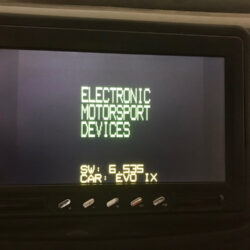 ELECTRONIC
MOTORSPORT
DEVICES
SW: 6.535
CAR: EVO IX